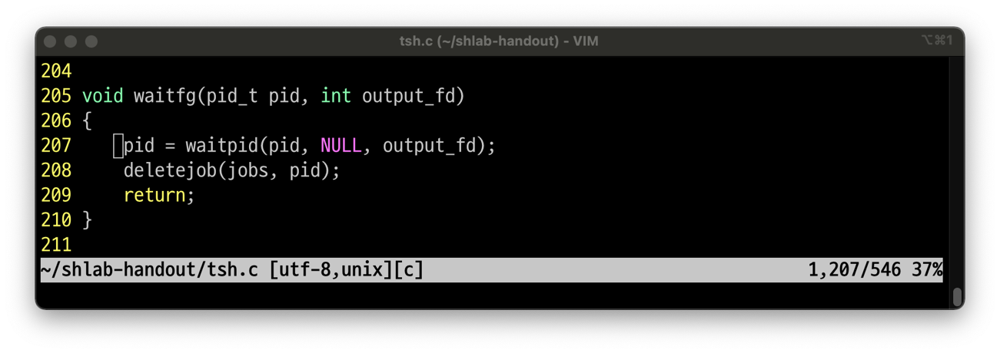 tsh.c (~/shlab-handout) - VIM ⌥⌘1
204
205 void waitfg(pid_t pid, int output_fd)
206 {
207     pid = waitpid(pid, NULL, output_fd);
208     deletejob(jobs, pid);
209     return;
210 }
211
~/shlab-handout/tsh.c [utf-8,unix][c] 1,207/546 37%